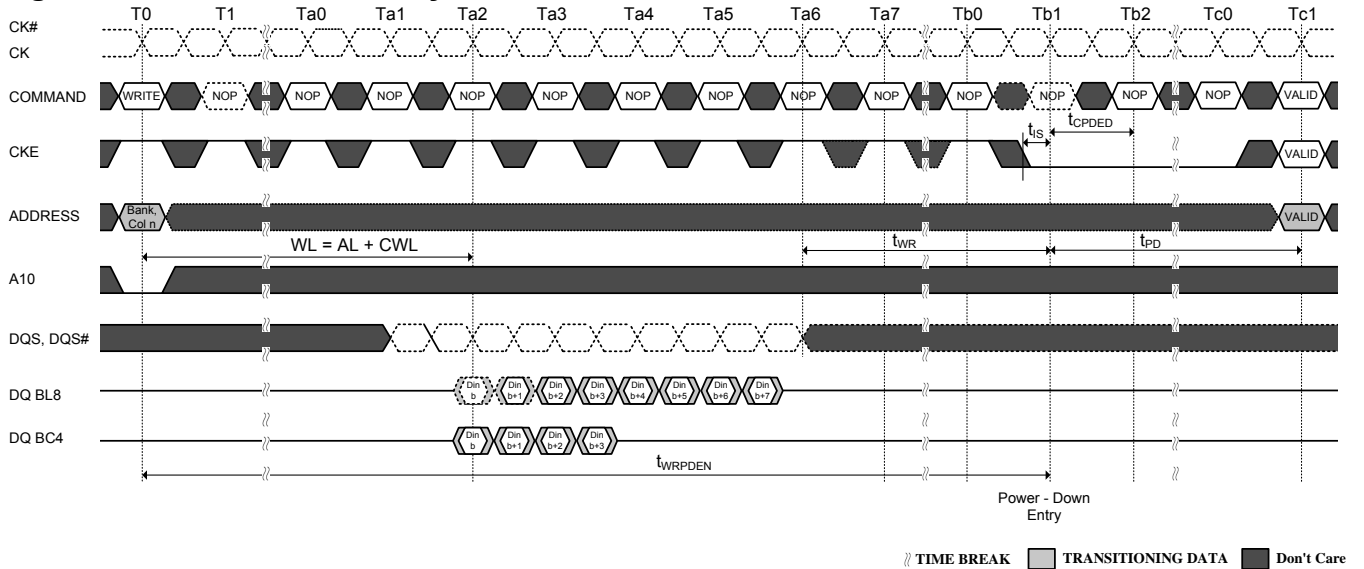 T0 T1 Ta0 Ta1 Ta2 Ta3 Ta4 Ta5 Ta6 Ta7 Tb0 Tb1 Tb2 Tc0 Tc1
CK#
CK
COMMAND WRITE NOP NOP NOP NOP NOP NOP NOP NOP NOP NOP NOP NOP NOP VALID
tIS tCPDED
CKE VALID
ADDRESS Bank, Col n VALID
WL = AL + CWL tWR tPD
A10
DQS, DQS#
DQ BL8 Din b Din b+1 Din b+2 Din b+3 Din b+4 Din b+5 Din b+6 Din b+7
DQ BC4 Din b Din b+1 Din b+2 Din b+3
tWRPDEN
Power - Down
Entry
TIME BREAK TRANSITIONING DATA Don't Care